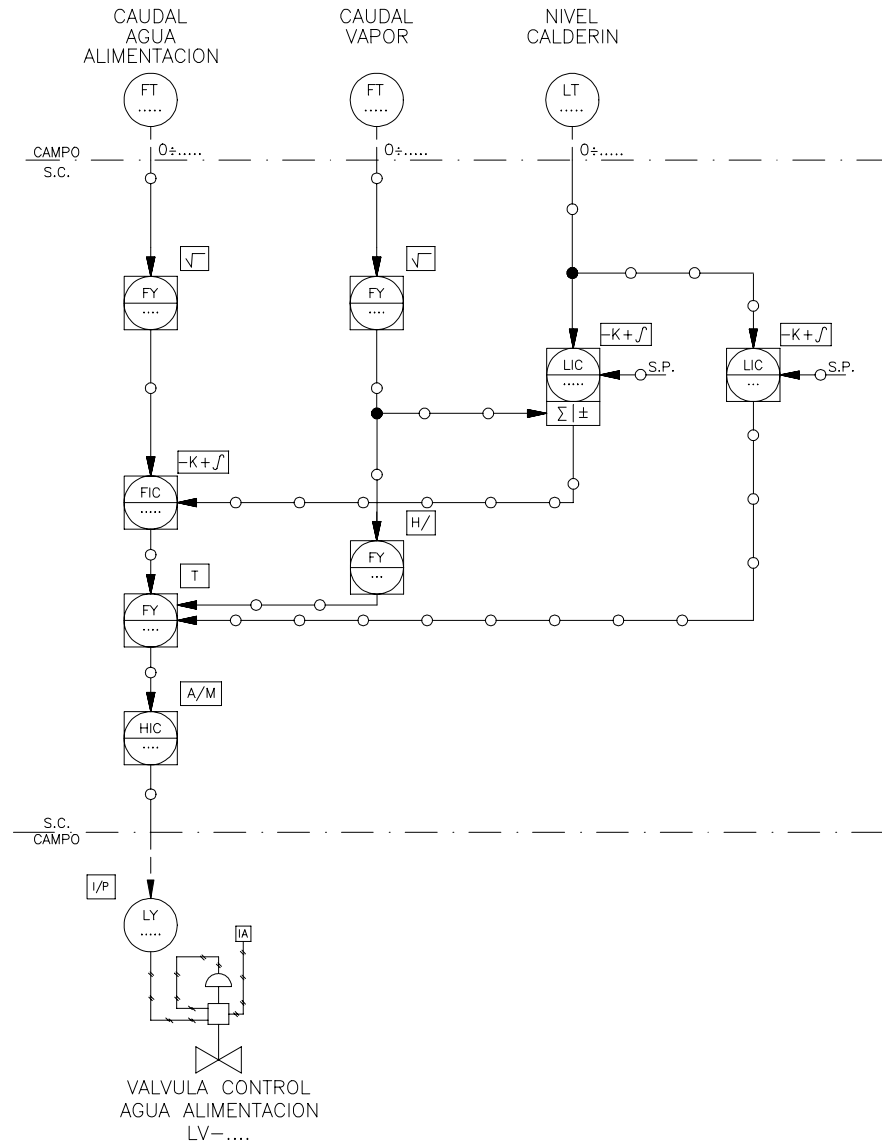 CAUDAL
AGUA
ALIMENTACION
CAUDAL
VAPOR
NIVEL
CALDERIN
FT
.....
FT
.....
LT
.....
CAMPO
S.C.
0÷.....
0÷.....
0÷.....
√
√
FY
....
FY
....
-K+∫
-K+∫
LIC
.....
S.P.
LIC
...
S.P.
Σ|±
-K+∫
FIC
.....
H/
FY
...
T
FY
....
A/M
HIC
....
S.C.
CAMPO
I/P
LY
.....
IA
VALVULA CONTROL
AGUA ALIMENTACION
LV-....